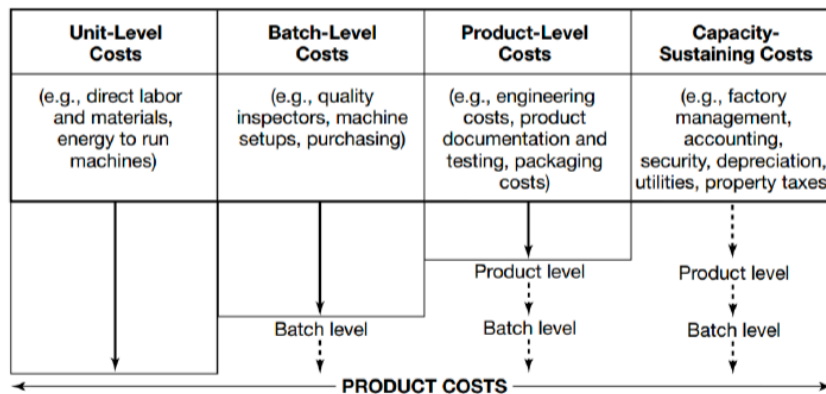 Unit-Level
Costs
Batch-Level
Costs
Product-Level
Costs
Capacity-
Sustaining Costs
(e.g., direct labor
and materials,
energy to run
machines)
(e.g., quality
inspectors, machine
setups, purchasing)
(e.g., engineering
costs, product
documentation and
testing, packaging
costs)
(e.g., factory
management,
accounting,
security, depreciation,
utilities, property taxes
Product level
Product level
Batch level
Batch level
Batch level
PRODUCT COSTS